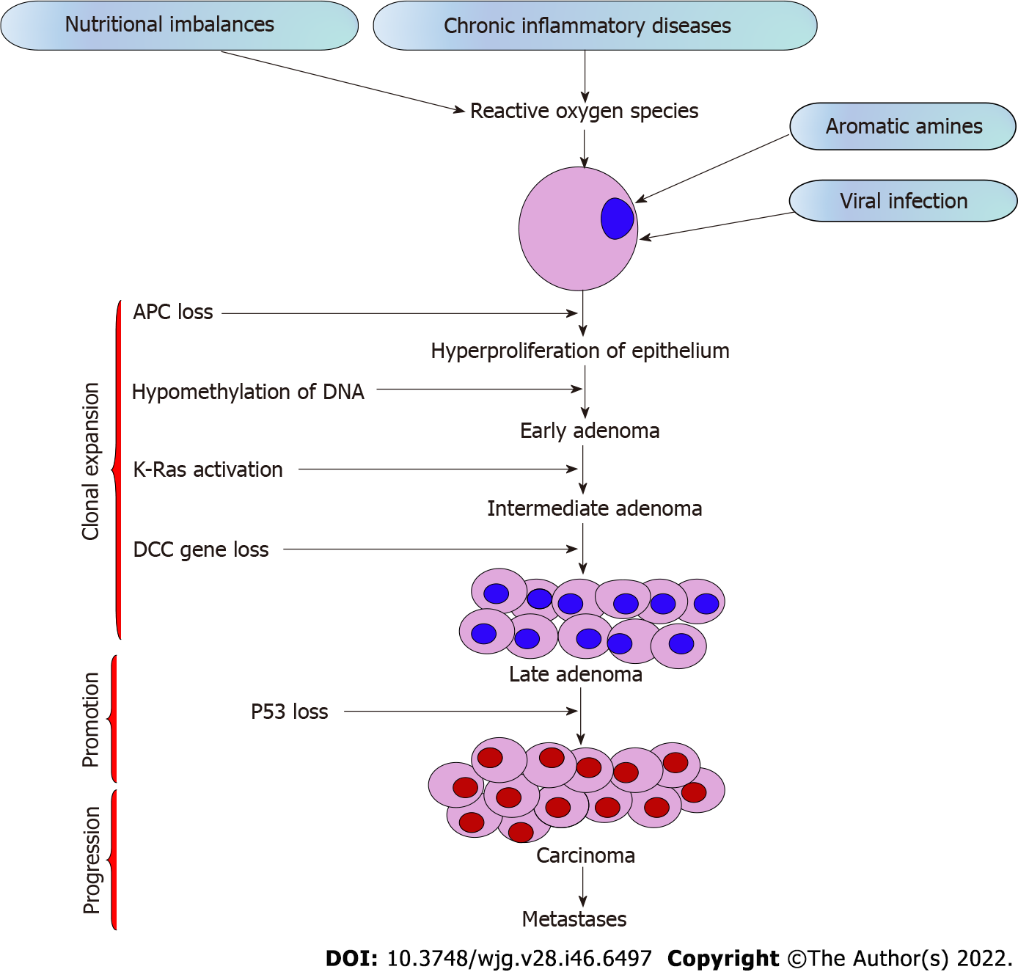 Nutritional imbalances
Chronic inflammatory diseases
Reactive oxygen species
Aromatic amines
Viral infection
Clonal expansion
APC loss
Hyperproliferation of epithelium
Hypomethylation of DNA
Early adenoma
K-Ras activation
Intermediate adenoma
DCC gene loss
Late adenoma
Promotion
P53 loss
Progression
Carcinoma
Metastases
DOI: 10.3748/wjg.v28.i46.6497 Copyright ©The Author(s) 2022.